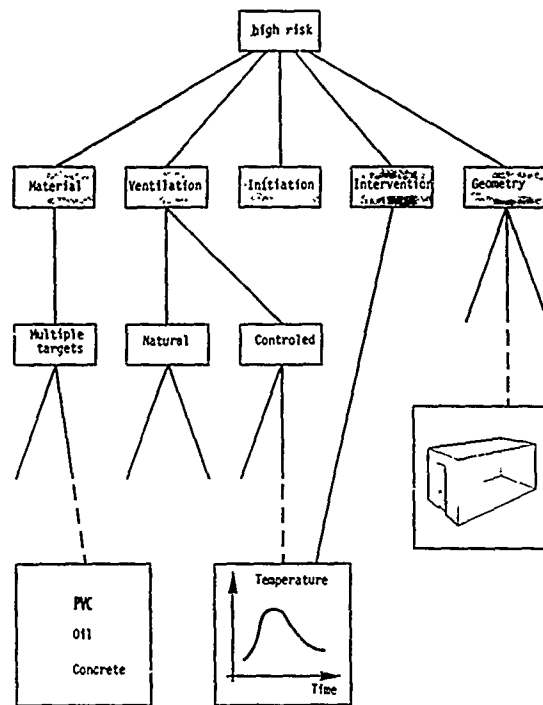 high risk
Material
Ventilation
Initiation
Intervention
Geometry
Multiple
targets
Natural
Controled
PVC
Oil
Concrete
Temperature
Time